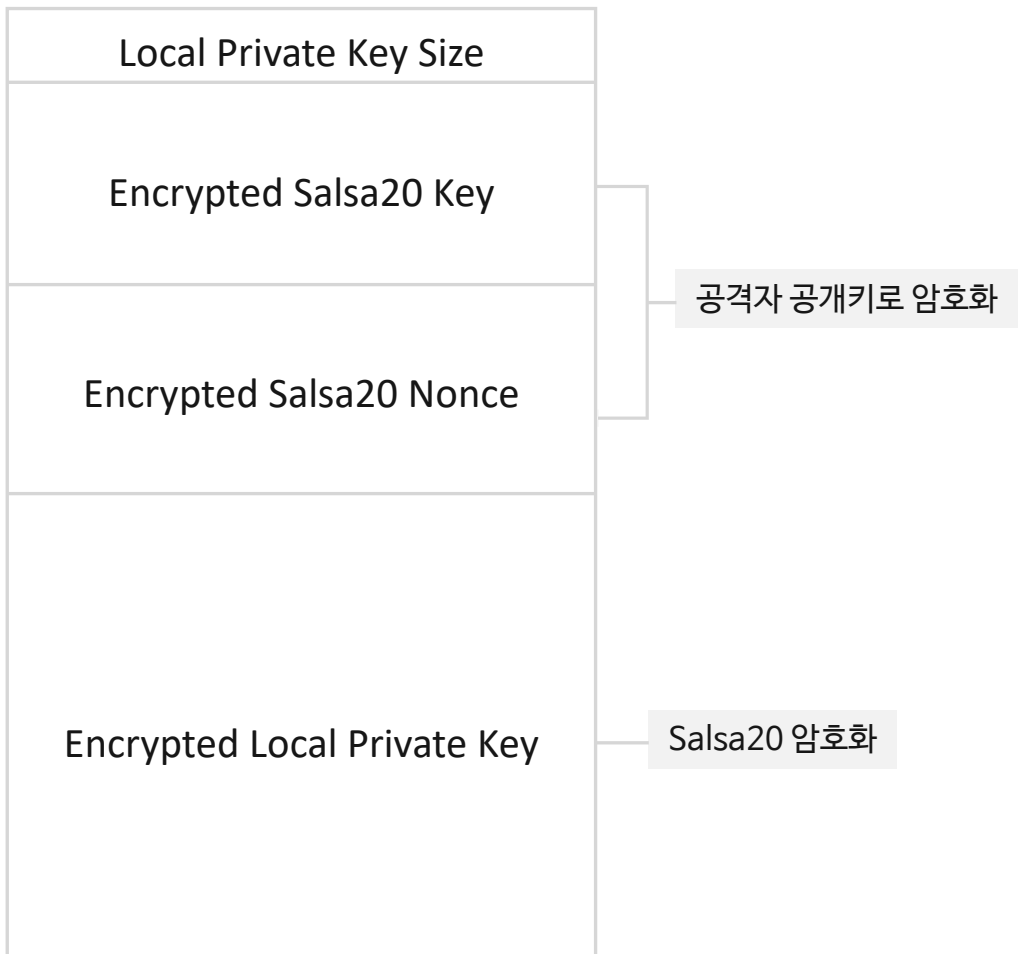 Local Private Key Size
Encrypted Salsa20 Key
공격자 공개키로 암호화
Encrypted Salsa20 Nonce
Encrypted Local Private Key
Salsa20 암호화